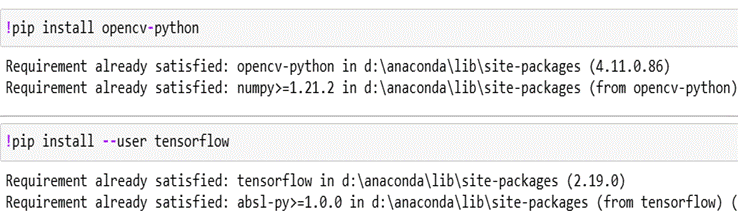 !pip install opencv-python
Requirement already satisfied: opencv-python in d:\anaconda\lib\site-packages (4.11.0.86)
Requirement already satisfied: numpy>=1.21.2 in d:\anaconda\lib\site-packages (from opencv-python)
!pip install --user tensorflow
Requirement already satisfied: tensorflow in d:\anaconda\lib\site-packages (2.19.0)
Requirement already satisfied: absl-py>=1.0.0 in d:\anaconda\lib\site-packages (from tensorflow) (